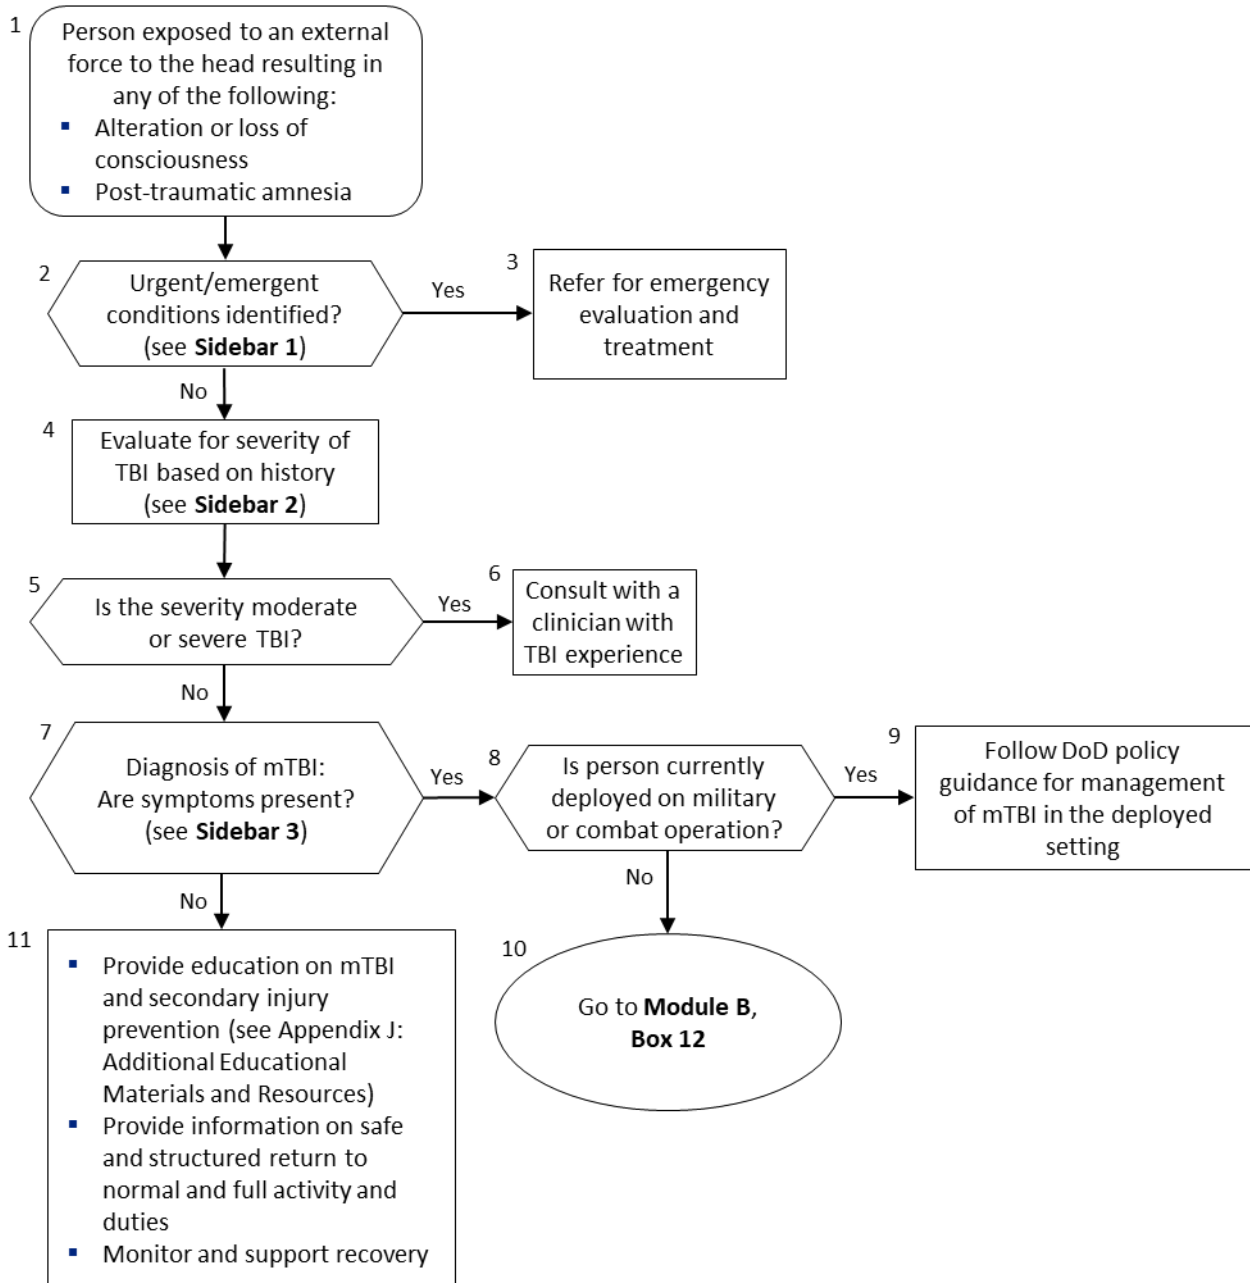 1
Person exposed to an external
force to the head resulting in
any of the following:
▪ Alteration or loss of
consciousness
▪ Post-traumatic amnesia
2
Urgent/emergent
conditions identified?
(see Sidebar 1)
Yes
3
Refer for emergency
evaluation and
treatment
No
4
Evaluate for severity of
TBI based on history
(see Sidebar 2)
5
Is the severity moderate
or severe TBI?
Yes
6
Consult with a
clinician with
TBI experience
No
7
Diagnosis of mTBI:
Are symptoms present?
(see Sidebar 3)
Yes
8
Is person currently
deployed on military
or combat operation?
Yes
9
Follow DoD policy
guidance for management
of mTBI in the deployed
setting
No
10
Go to Module B,
Box 12
No
11
▪ Provide education on mTBI
and secondary injury
prevention (see Appendix J:
Additional Educational
Materials and Resources)
▪ Provide information on safe
and structured return to
normal and full activity and
duties
▪ Monitor and support recovery